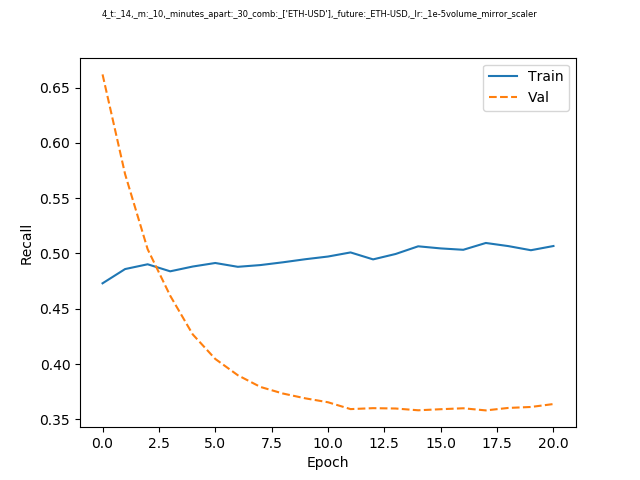 4_t:_14,_m:_10,_minutes_apart:_30_comb:_['ETH-USD'],_future:_ETH-USD,_lr:_1e-5volume_mirror_scaler
Train
Val
0.65
0.60
0.55
0.50
0.45
0.40
0.35
Recall
0.0 2.5 5.0 7.5 10.0 12.5 15.0 17.5 20.0
Epoch